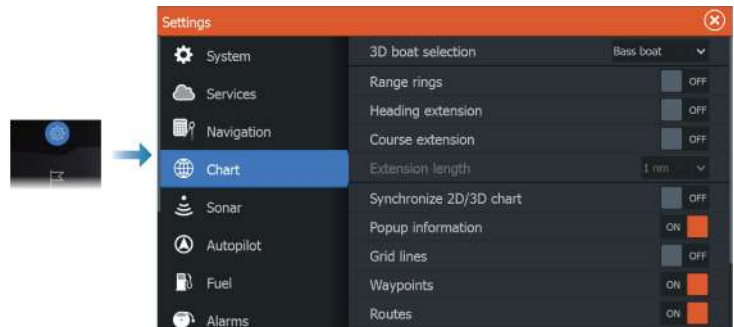 Settings
System
Services
Navigation
Chart
Sonar
Autopilot
Fuel
Alarms
3D boat selection Bass boat
Range rings OFF
Heading extension OFF
Course extension OFF
Extension length 1 nm
Synchronize 2D/3D chart OFF
Popup information ON
Grid lines OFF
Waypoints ON
Routes ON